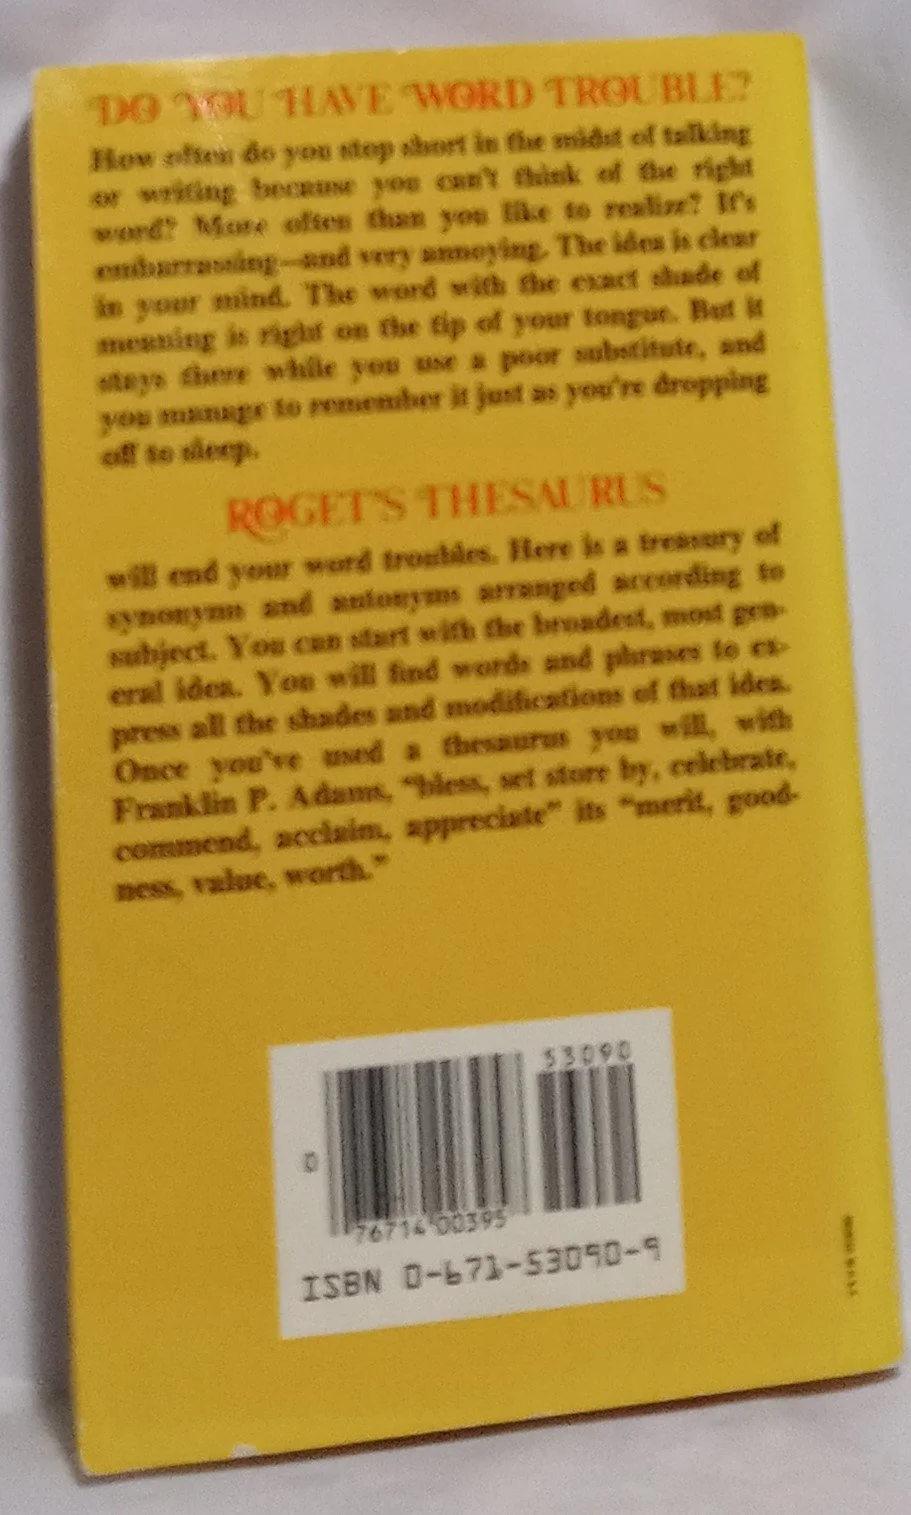 DO YOU HAVE WORD TROUBLE?
How often do you stop short in the midst of talking
or writing because you can't think of the right
word? More often than you like to realize? It's
embarrassing—and very annoying. The idea is clear
in your mind. The word with the exact shade of
meaning is right on the tip of your tongue. But it
stays there while you use a poor substitute, and
you manage to remember it just as you're dropping
off to sleep.
ROGET'S THESAURUS
will end your word troubles. Here is a treasury of
synonyms and antonyms arranged according to
subject. You can start with the broadest, most gen-
eral idea. You will find words and phrases to ex-
press all the shades and modifications of that idea.
Once you've used a thesaurus you will, with
Franklin P. Adams, "bless, set store by, celebrate,
commend, acclaim, appreciate" its "merit, good-
ness, value, worth."
53090
0
76714 00395
ISBN 0-671-53090-9